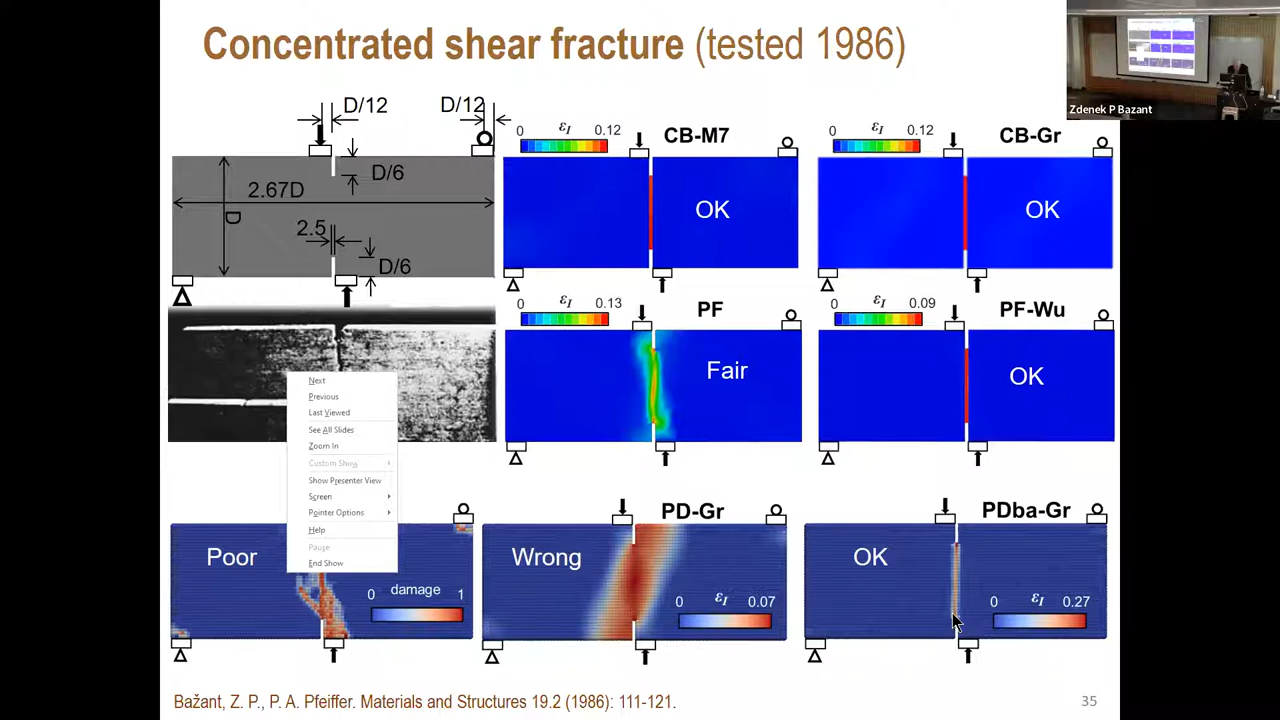 Concentrated shear fracture (tested 1986)
Zdenek P Bazant
D/12
D/12
D/6
2.67D
D
2.5
D/6
0 εI 0.12
CB-M7
OK
0 εI 0.12
CB-Gr
OK
0 εI 0.13
PF
Fair
0 εI 0.09
PF-Wu
OK
Next
Previous
Last Viewed
See All Slides
Zoom In
Custom Show
Show Presenter View
Screen
Pointer Options
Help
Pause
End Show
Poor
0 damage 1
PD-Gr
Wrong
0 εI 0.07
PDba-Gr
OK
0 εI 0.27
Bažant, Z. P., P. A. Pfeiffer. Materials and Structures 19.2 (1986): 111-121.
35